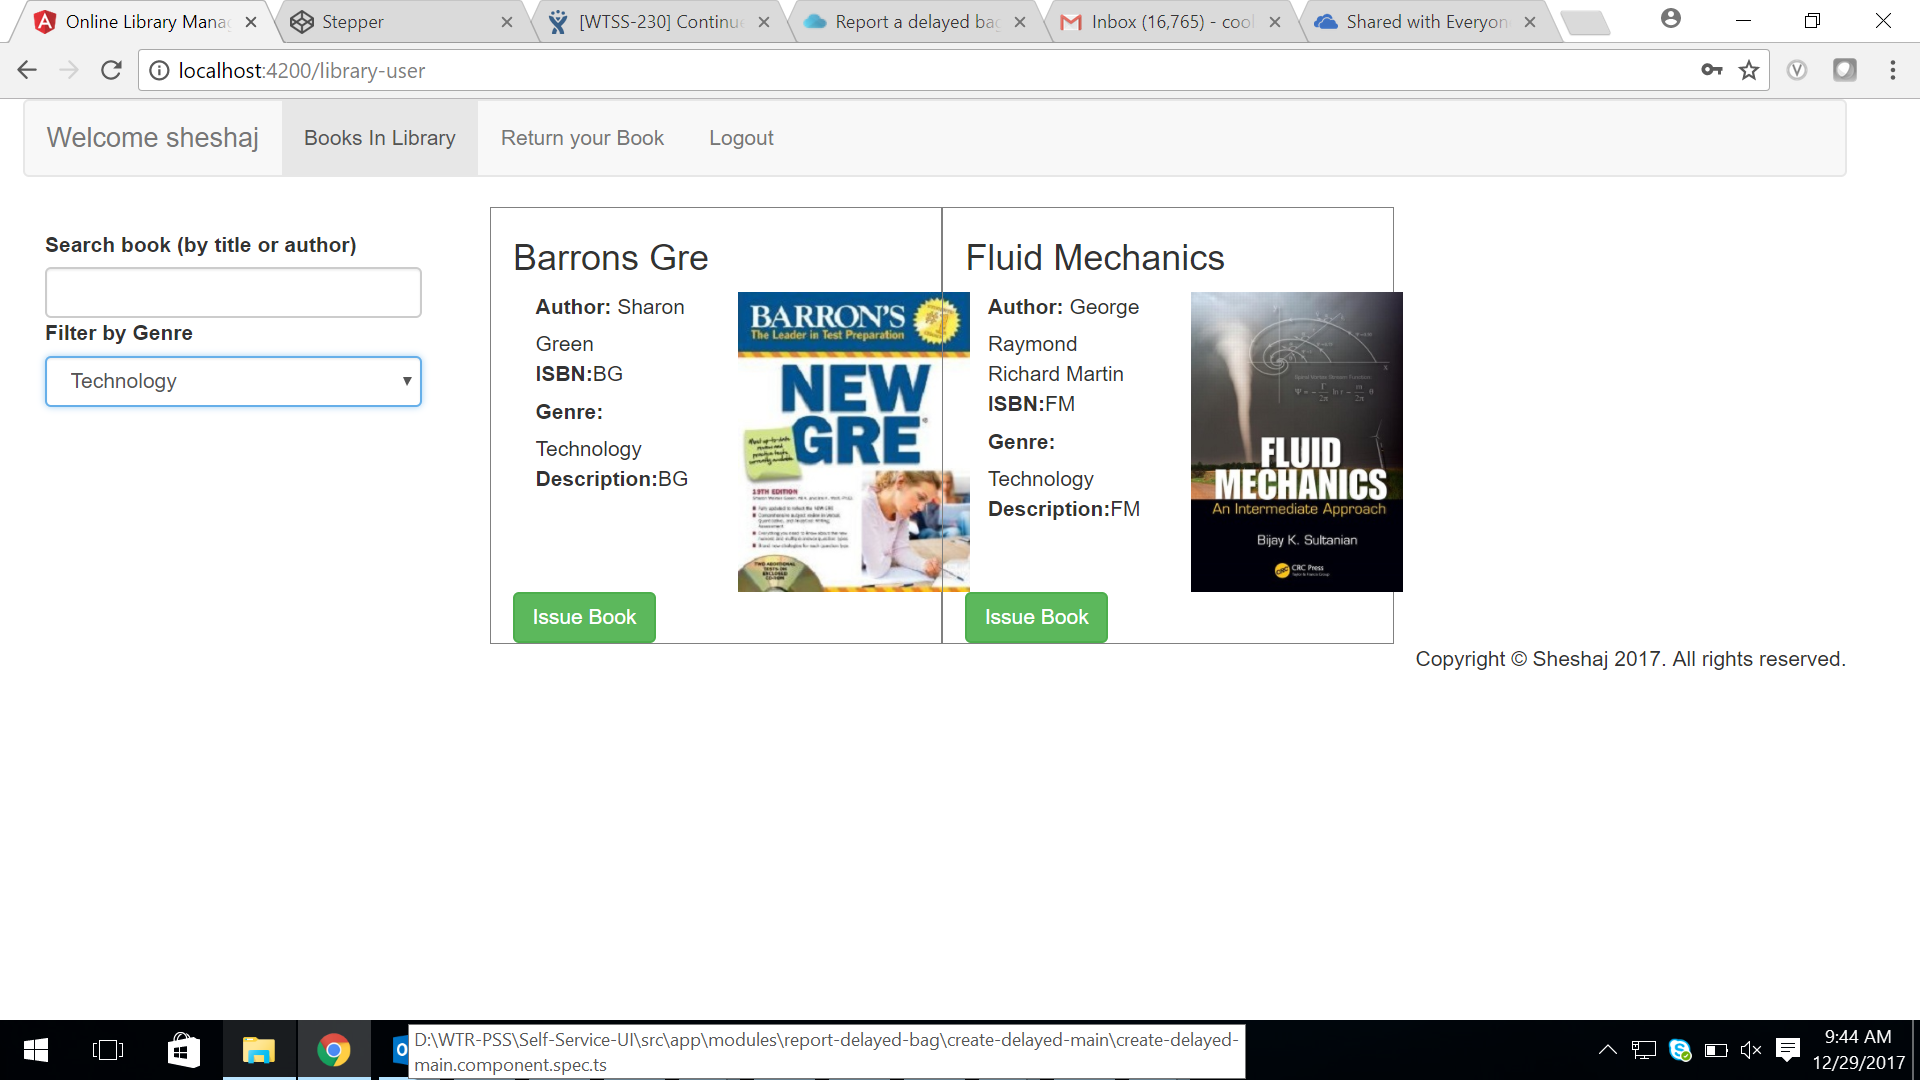 Online Library Mana
Stepper
[WTSS-230] Continue
Report a delayed bag
Inbox (16,765) - cool
Shared with Everyon
localhost:4200/library-user
Welcome sheshaj
Books In Library
Return your Book
Logout
Search book (by title or author)
Filter by Genre
Technology
Barrons Gre
Author: Sharon
Green
ISBN:BG
Genre:
Technology
Description:BG
BARRON'S
The Leader in Test Preparation
#1
NEW
GRE
19TH EDITION
Issue Book
Fluid Mechanics
Author: George
Raymond
Richard Martin
ISBN:FM
Genre:
Technology
Description:FM
FLUID
MECHANICS
An Intermediate Approach
Bijay K. Sultanian
CRC Press
Issue Book
Copyright © Sheshaj 2017. All rights reserved.
D:\WTR-PSS\Self-Service-UI\src\app\modules\report-delayed-bag\create-delayed-main\create-delayed-
main.component.spec.ts
9:44 AM
12/29/2017